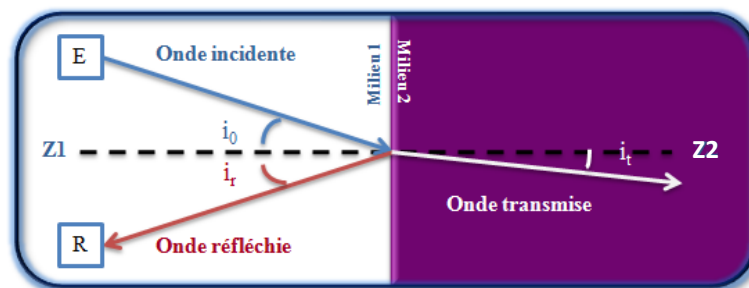 E
Onde incidente
Milieu 1
Milieu 2
i0
Z1
it
Z2
ir
Onde transmise
R
Onde réfléchie